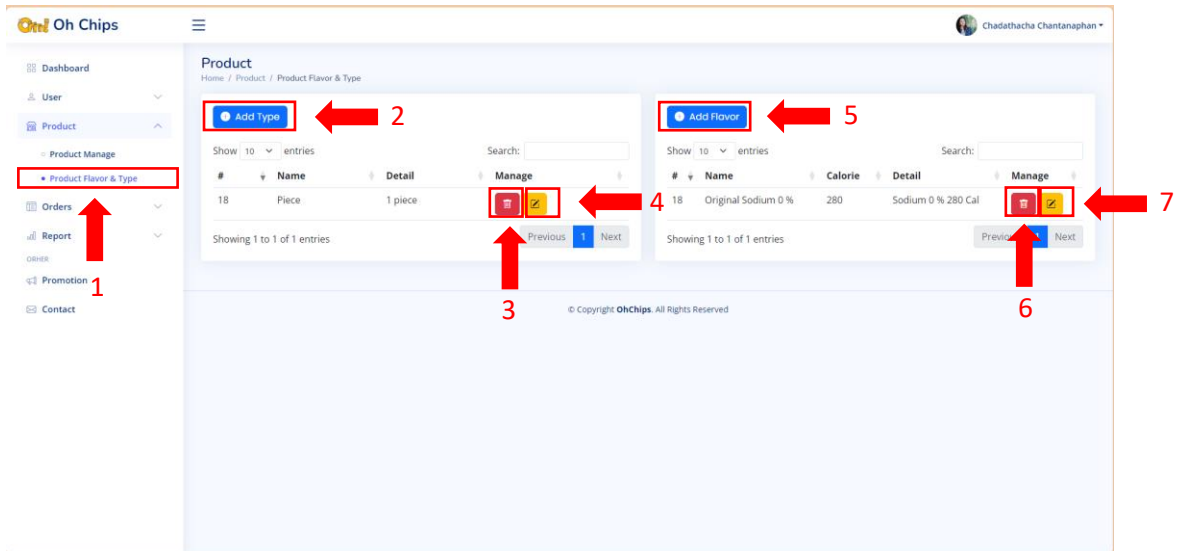 Om! Oh Chips
Chadathacha Chantanaphan
Dashboard
User
Product
Product Manage
Product Flavor & Type
Orders
Report
ORHER
Promotion
Contact
1
Product
Home / Product / Product Flavor & Type
Add Type
2
Show 10 entries
Search:
# Name Detail Manage
18 Piece 1 piece
4
Showing 1 to 1 of 1 entries
Previous 1 Next
3
Add Flavor
5
Show 10 entries
Search:
# Name Calorie Detail Manage
18 Original Sodium 0 % 280 Sodium 0 % 280 Cal
7
Showing 1 to 1 of 1 entries
Next
6
© Copyright OhChips. All Rights Reserved